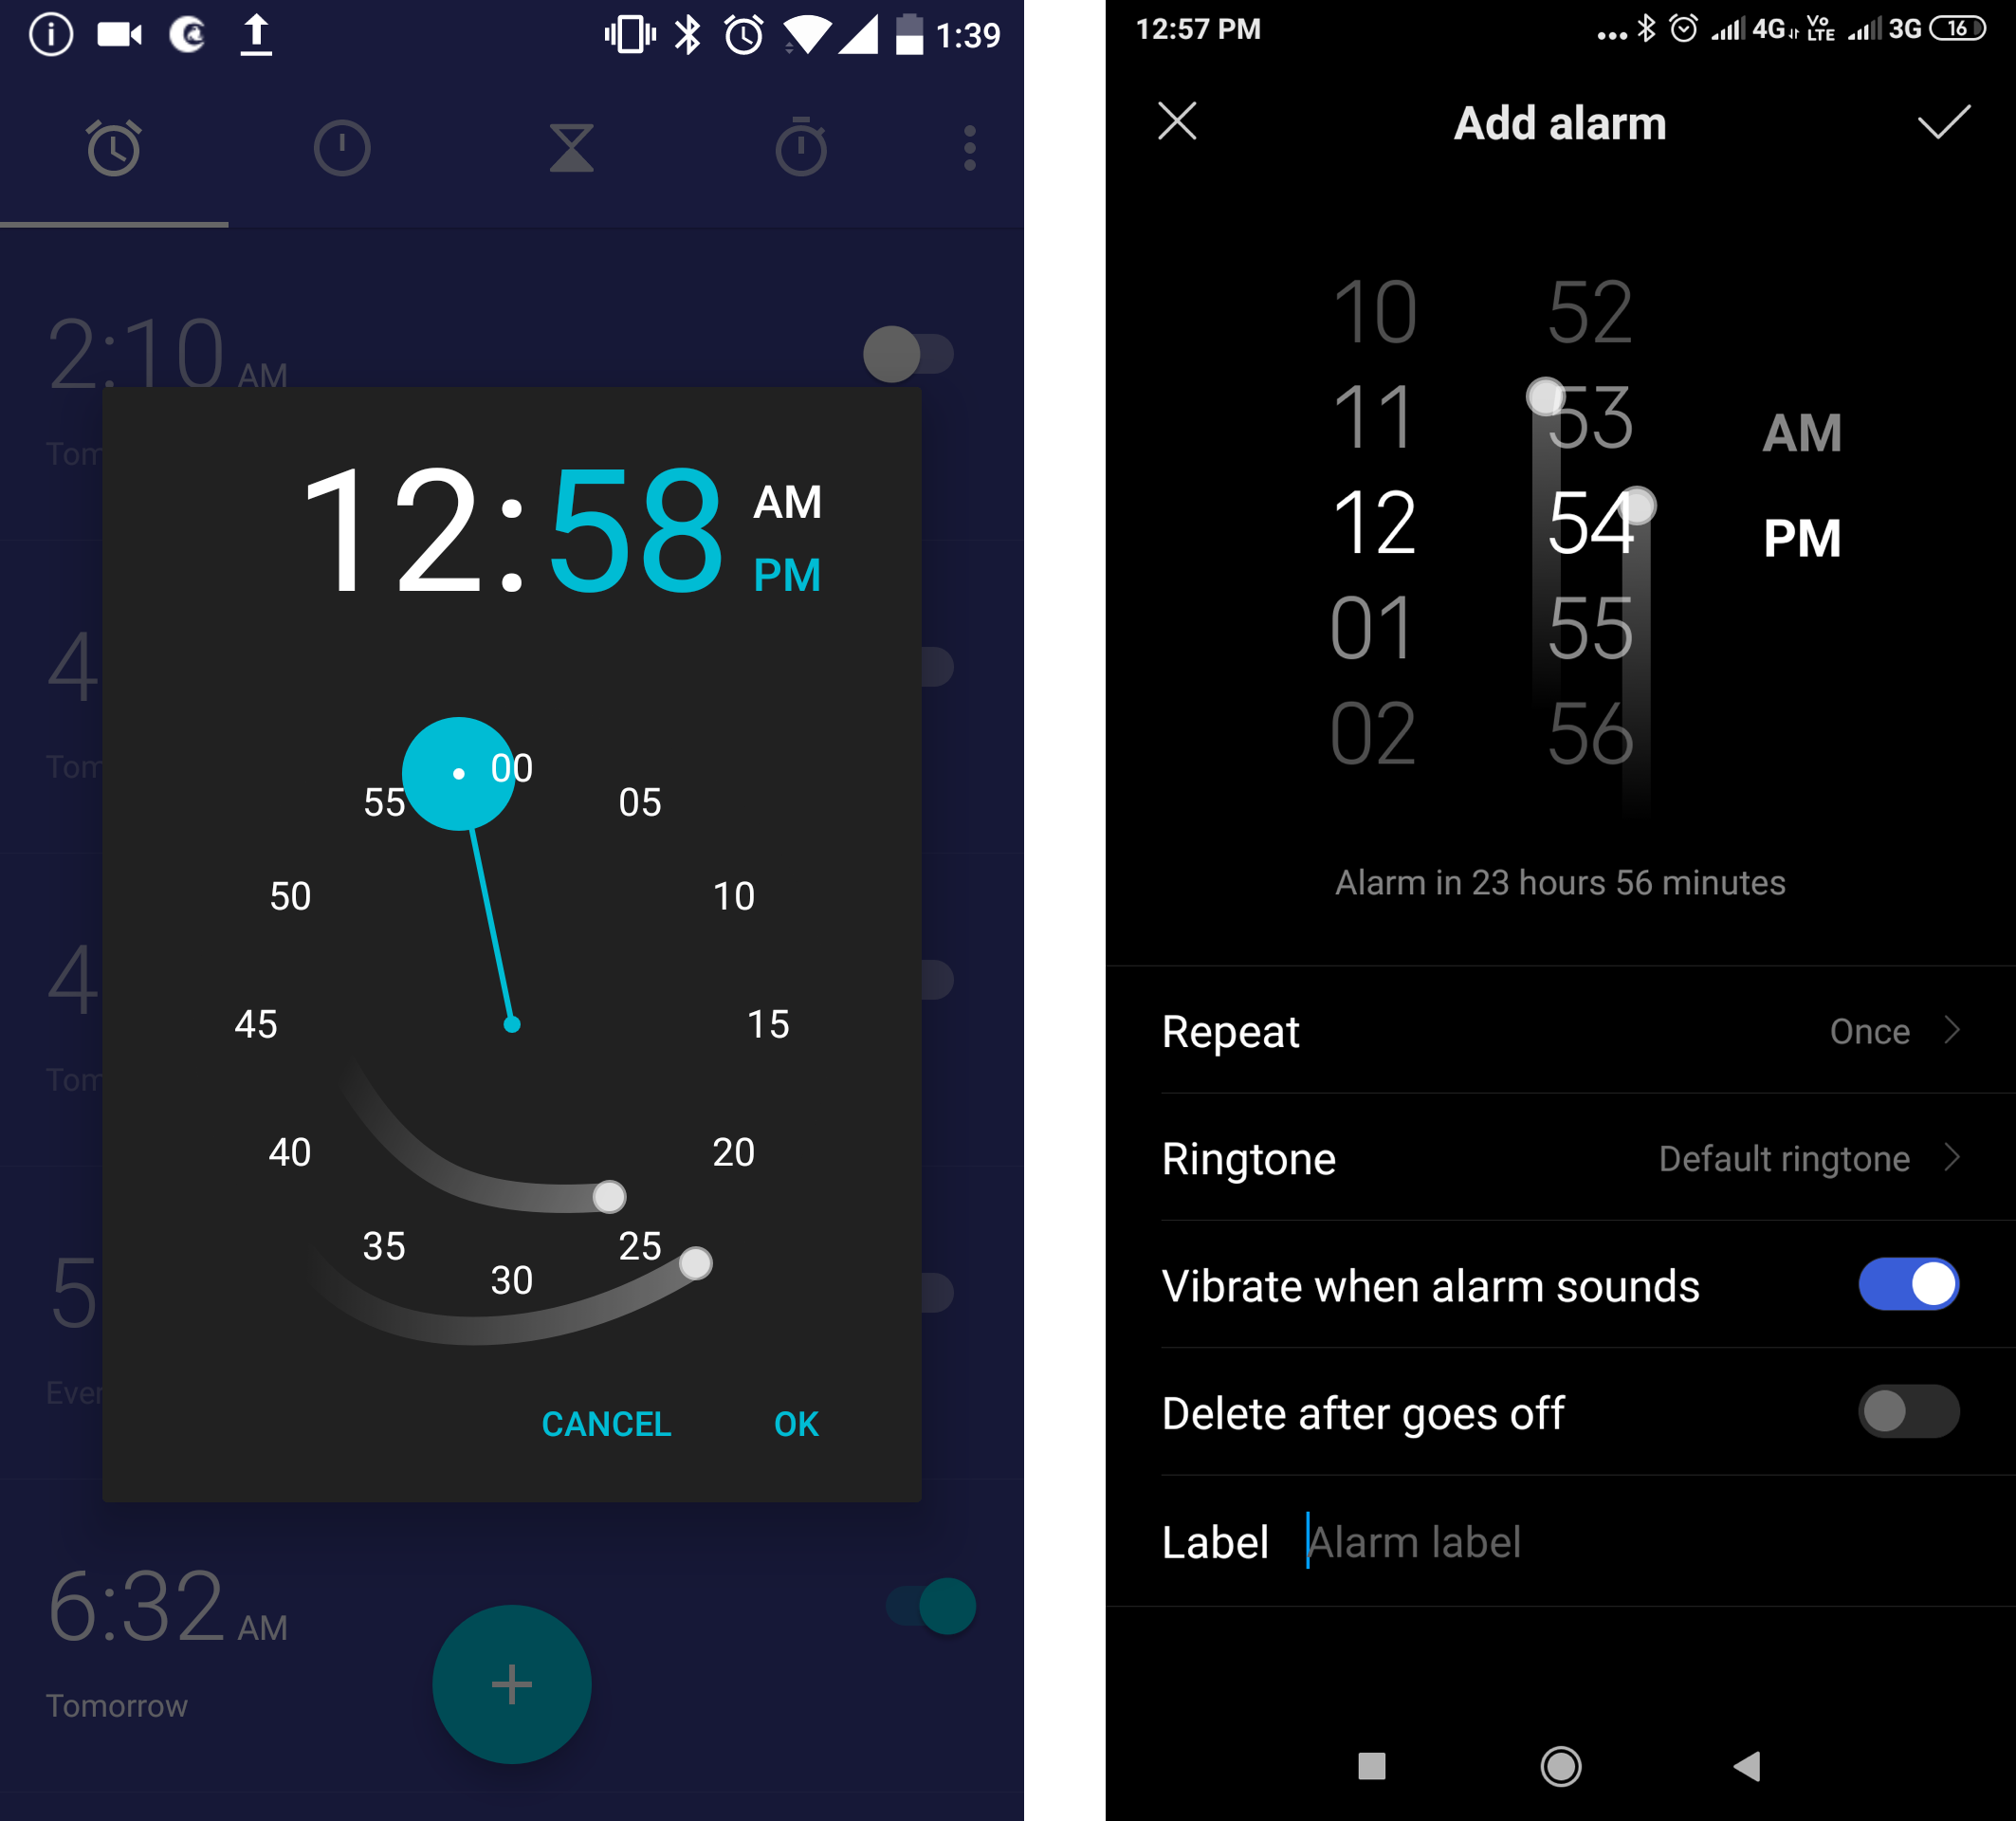 1:39
2:10 AM
Tom
12:58 AM
PM
4
Tom
00
55
05
50
10
45
15
4
Tom
40
20
35
25
30
5
Ever
CANCEL OK
6:32 AM
Tomorrow
12:57 PM
4G Vo LTE 3G 16
Add alarm
10 52
11 53 AM
12 54 PM
01 55
02 56
Alarm in 23 hours 56 minutes
Repeat Once
Ringtone Default ringtone
Vibrate when alarm sounds
Delete after goes off
Label Alarm label